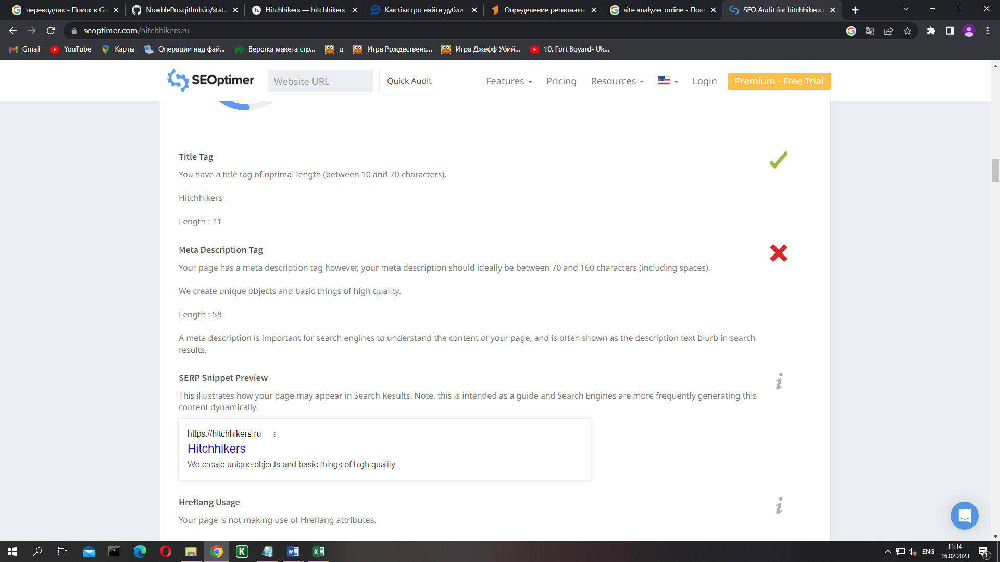 переводчик - Поиск в Go
NowblePro.github.io/stat.
Hitchhikers — hitchhikers
Как быстро найти дубли
Определение региональ
site analyzer online - Пои
SEO Audit for hitchhikers.r
seoptimer.com/hitchhikers.ru
Gmail
YouTube
Карты
Операции над фай...
Верстка макета стр...
ц
Игра Рождественс...
Игра Джефф Убий...
10. Fort Boyard- Uk...
SEOptimer
Website URL
Quick Audit
Features
Pricing
Resources
Login
Premium - Free Trial
Title Tag
You have a title tag of optimal length (between 10 and 70 characters).
Hitchhikers
Length : 11
Meta Description Tag
Your page has a meta description tag however, your meta description should ideally be between 70 and 160 characters (including spaces).
We create unique objects and basic things of high quality.
Length : 58
A meta description is important for search engines to understand the content of your page, and is often shown as the description text blurb in search
results.
SERP Snippet Preview
This illustrates how your page may appear in Search Results. Note, this is intended as a guide and Search Engines are more frequently generating this
content dynamically.
https://hitchhikers.ru
Hitchhikers
We create unique objects and basic things of high quality.
Hreflang Usage
Your page is not making use of Hreflang attributes.
ENG
11:14
16.02.2023
1